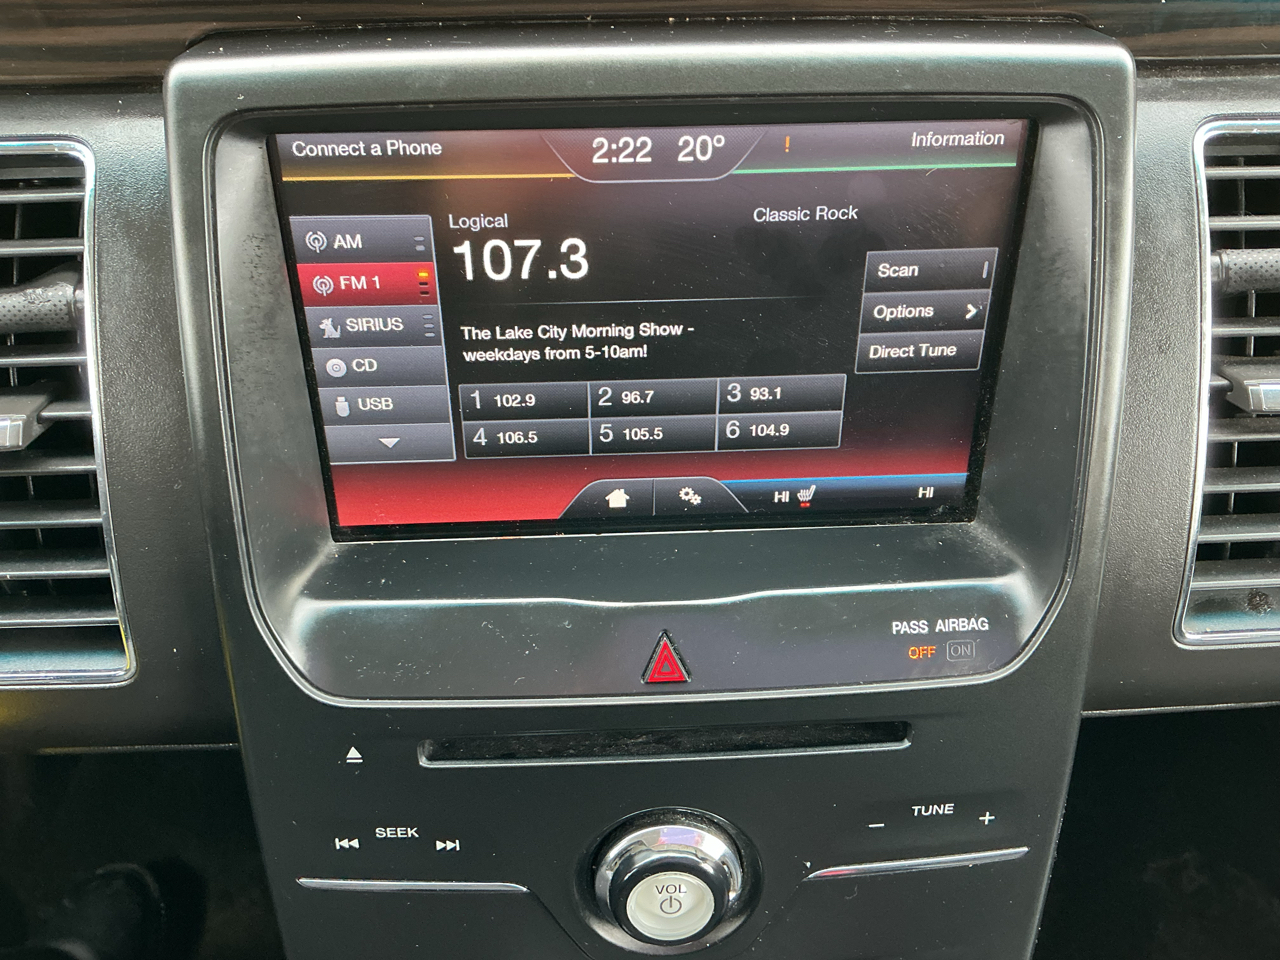 Connect a Phone
2:22 20°
!
Information
AM
FM 1
SIRIUS
CD
USB
Logical
Classic Rock
107.3
The Lake City Morning Show -
weekdays from 5-10am!
1 102.9
2 96.7
3 93.1
4 106.5
5 105.5
6 104.9
Scan
Options
Direct Tune
HI
HI
PASS AIRBAG
OFF ON
SEEK
TUNE
− +
VOL